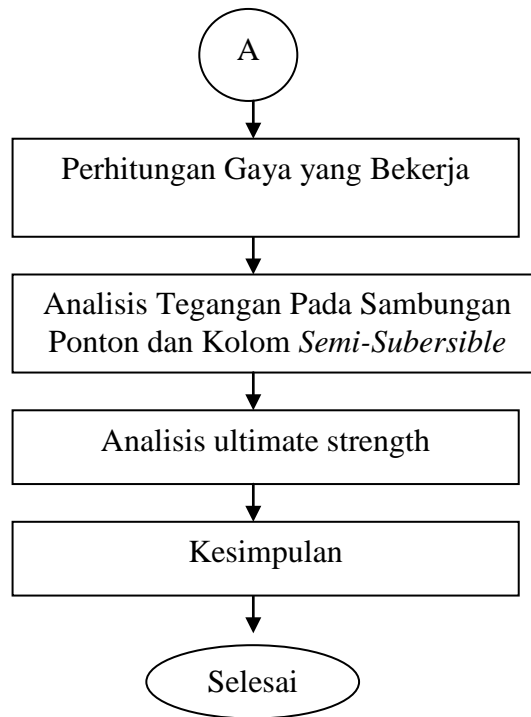 A
Perhitungan Gaya yang Bekerja
Analisis Tegangan Pada Sambungan
Ponton dan Kolom Semi-Subersible
Analisis ultimate strength
Kesimpulan
Selesai